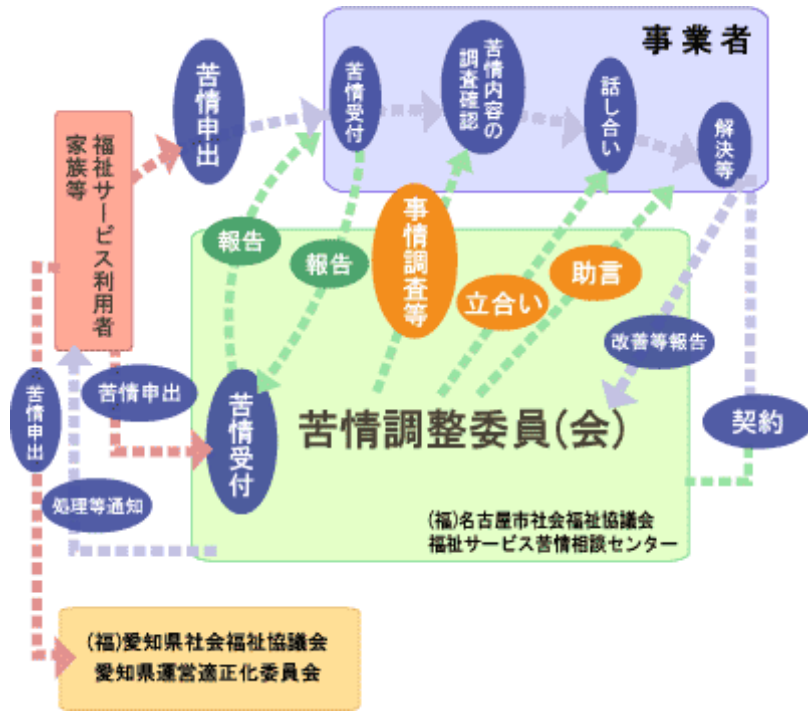 事業者
苦情申出
苦情受付
苦情内容の
調査確認
話し合い
解決等
福祉サービス利用者
家族等
報告
報告
事情調査等
立合い
助言
改善等報告
苦情申出
苦情申出
苦情受付
苦情調整委員(会)
契約
処理等通知
(福)名古屋市社会福祉協議会
福祉サービス苦情相談センター
(福)愛知県社会福祉協議会
愛知県運営適正化委員会